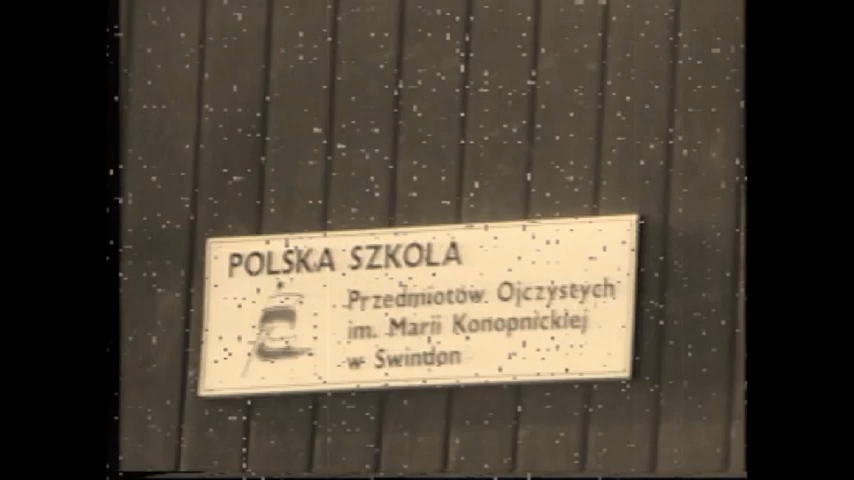 POLSKA SZKOLA
Przedmiotów Ojczystych
im. Marii Konopnickiej
w Swindon